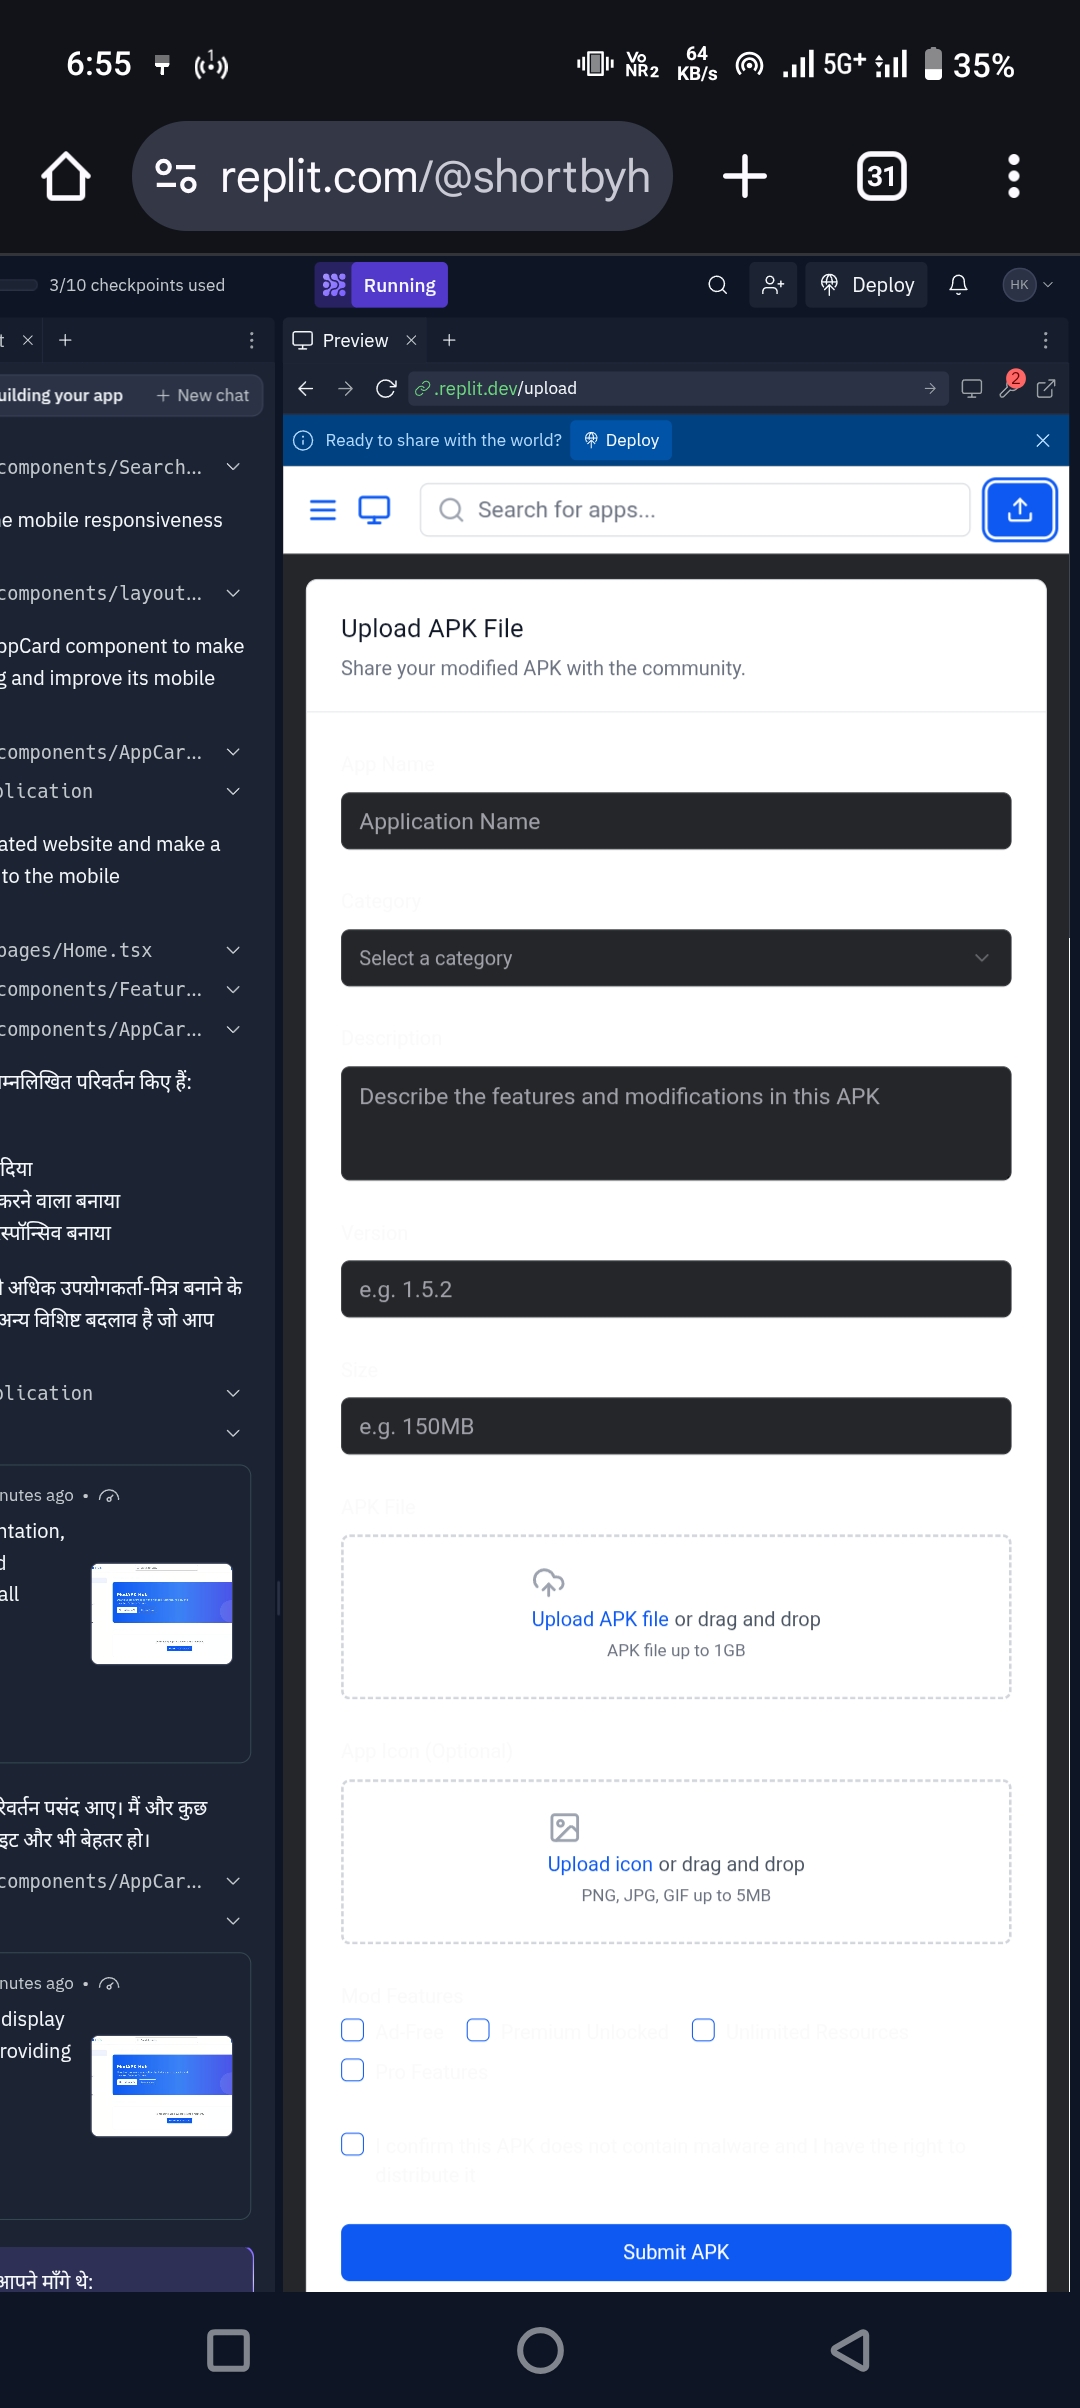 6:55
Vo
NR2
64
KB/s
5G+
35%
replit.com/@shortbyh
31
3/10 checkpoints used
Running
Deploy
HK
t
Preview
uilding your app
New chat
.replit.dev/upload
2
Ready to share with the world?
Deploy
components/Search...
e mobile responsiveness
components/layout...
ppCard component to make
g and improve its mobile
components/AppCar...
plication
ated website and make a
to the mobile
pages/Home.tsx
components/Featur...
components/AppCar...
म्नलिखित परिवर्तन किए हैं:
दिया
करने वाला बनाया
स्पॉन्सिव बनाया
अधिक उपयोगकर्ता-मित्र बनाने के
अन्य विशिष्ट बदलाव है जो आप
plication
nutes ago •
ntation,
d
all
रिवर्तन पसंद आए। मैं और कुछ
इट और भी बेहतर हो।
components/AppCar...
nutes ago •
display
roviding
आपने माँगे थे:
Search for apps...
Upload APK File
Share your modified APK with the community.
App Name
Application Name
Category
Select a category
Description
Describe the features and modifications in this APK
Version
e.g. 1.5.2
Size
e.g. 150MB
APK File
Upload APK file or drag and drop
APK file up to 1GB
App Icon (Optional)
Upload icon or drag and drop
PNG, JPG, GIF up to 5MB
Mod Features
Ad-Free
Premium Unlocked
Unlimited Resources
Pro Features
I confirm this APK does not contain malware and I have the right to
distribute it
Submit APK